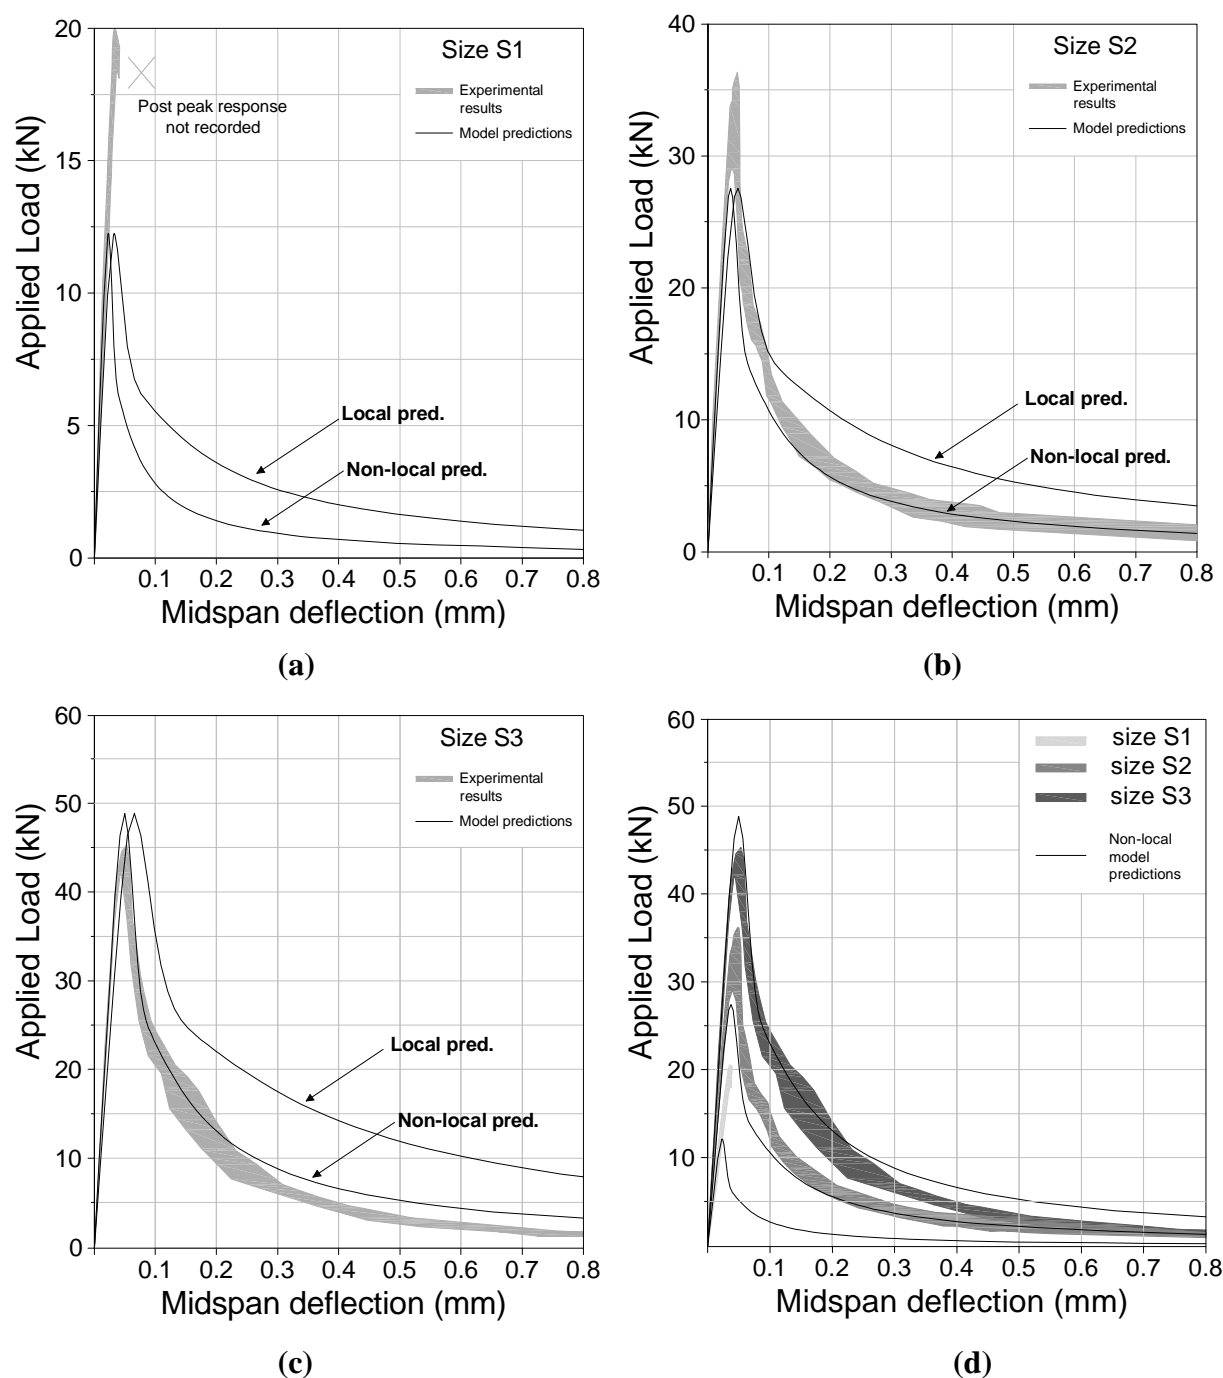 20
15
10
5
0
Applied Load (kN)
Size S1
Experimental
results
Model predictions
Post peak response
not recorded
Local pred.
Non-local pred.
0.1 0.2 0.3 0.4 0.5 0.6 0.7 0.8
Midspan deflection (mm)
(a)
40
30
20
10
0
Applied Load (kN)
Size S2
Experimental
results
Model predictions
Local pred.
Non-local pred.
0.1 0.2 0.3 0.4 0.5 0.6 0.7 0.8
Midspan deflection (mm)
(b)
60
50
40
30
20
10
0
Applied Load (kN)
Size S3
Experimental
results
Model predictions
Local pred.
Non-local pred.
0.1 0.2 0.3 0.4 0.5 0.6 0.7 0.8
Midspan deflection (mm)
(c)
60
50
40
30
20
10
Applied Load (kN)
size S1
size S2
size S3
Non-local
model
predictions
0.1 0.2 0.3 0.4 0.5 0.6 0.7 0.8
Midspan deflection (mm)
(d)